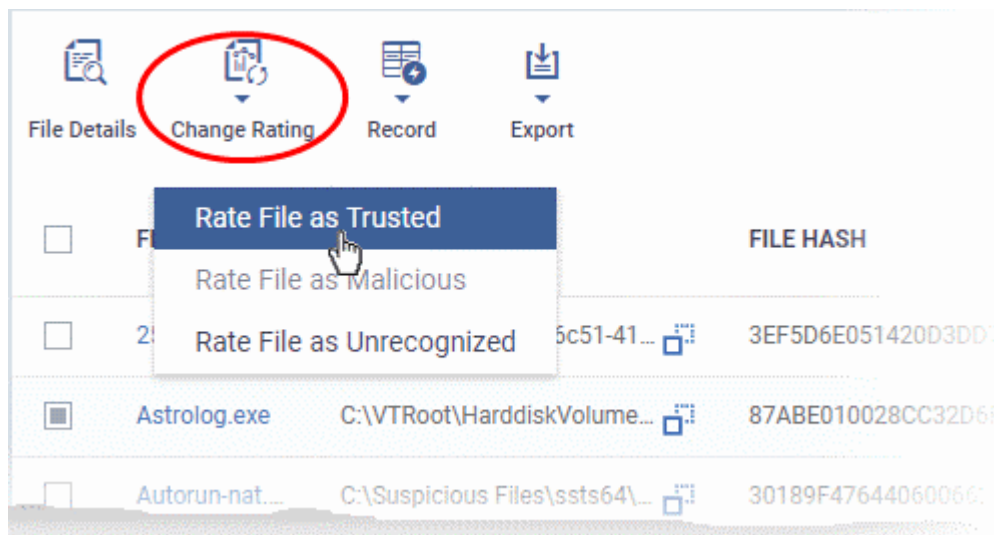 File Details Change Rating Record Export
Rate File as Trusted
FILE HASH
Rate File as Malicious
Rate File as Unrecognized
6c51-41... 3EF5D6E051420D3DD
Astrolog.exe C:\VTRoot\HarddiskVolume... 87ABE010028CC32D6
Autorun-nat.... C:\Suspicious Files\ssts64\... 30189F47644060066